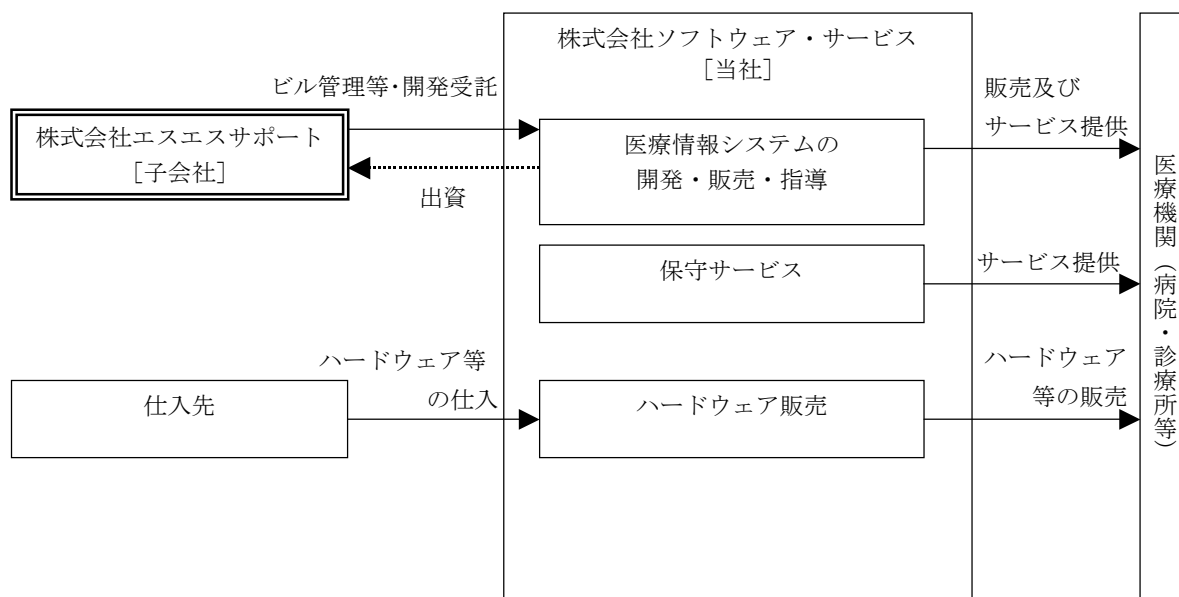 株式会社ソフトウェア・サービス
［当社］
ビル管理等・開発受託
株式会社エスエスサポート
［子会社］
出資
医療情報システムの
開発・販売・指導
販売及び
サービス提供
保守サービス
サービス提供
ハードウェア等
の仕入
仕入先
ハードウェア販売
ハードウェア
等の販売
医療機関（病院・診療所等）